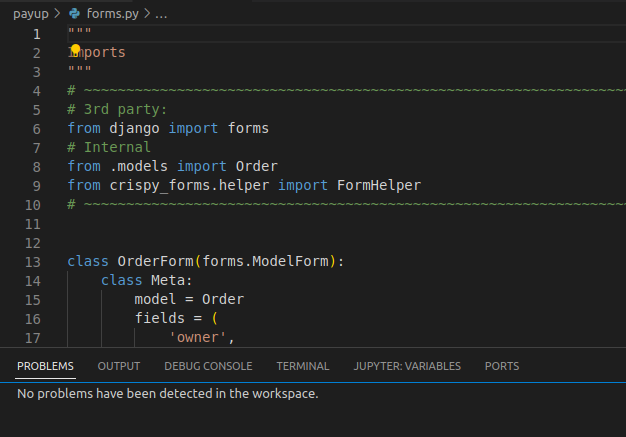 payup > forms.py > ...
1 """
2 Imports
3 """
4 # ~~~~~~~~~~~~~~~~~~~~~~~~~~~~~~~~~~~~~~~~~~~~~~~~~~~~~~~~~~~~~~~~~~
5 # 3rd party:
6 from django import forms
7 # Internal
8 from .models import Order
9 from crispy_forms.helper import FormHelper
10 # ~~~~~~~~~~~~~~~~~~~~~~~~~~~~~~~~~~~~~~~~~~~~~~~~~~~~~~~~~~~~~~~~~~
11
12
13 class OrderForm(forms.ModelForm):
14     class Meta:
15         model = Order
16         fields = (
17             'owner',
PROBLEMS OUTPUT DEBUG CONSOLE TERMINAL JUPYTER: VARIABLES PORTS
No problems have been detected in the workspace.